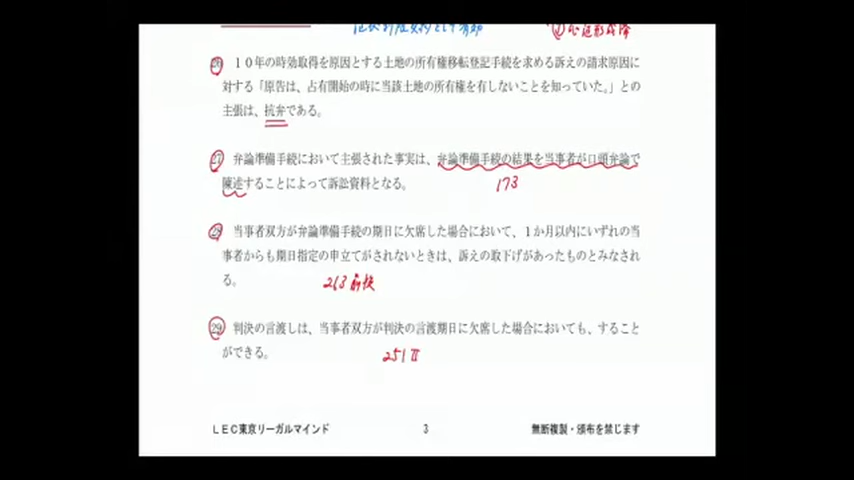 26 １０年の時効取得を原因とする土地の所有権移転登記手続を求める訴えの請求原因に
対する「原告は、占有開始の時に当該土地の所有権を有しないことを知っていた。」との
主張は、抗弁である。
27 弁論準備手続において主張された事実は、弁論準備手続の結果を当事者が口頭弁論で
陳述することによって訴訟資料となる。
173
28 当事者双方が弁論準備手続の期日に欠席した場合において、１か月以内にいずれの当
事者からも期日指定の申立てがされないときは、訴えの取下げがあったものとみなされ
る。
263前段
29 判決の言渡しは、当事者双方が判決の言渡期日に欠席した場合においても、すること
ができる。
251Ⅱ
ＬＥＣ東京リーガルマインド
3
無断複製・頒布を禁じます